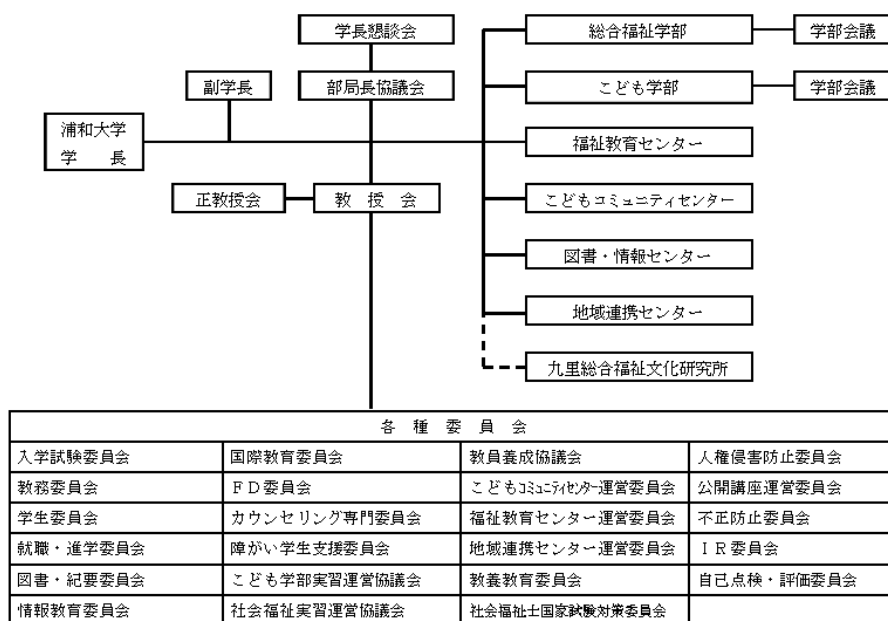 学長懇談会
総合福祉学部
学部会議
副学長
部局長協議会
こども学部
学部会議
浦和大学
学 長
福祉教育センター
正教授会
教 授 会
こどもコミュニティセンター
図書・情報センター
地域連携センター
九里総合福祉文化研究所
各 種 委 員 会
入学試験委員会 国際教育委員会 教員養成協議会 人権侵害防止委員会
教務委員会 ＦＤ委員会 こどもコミュニティセンター運営委員会 公開講座運営委員会
学生委員会 カウンセリング専門委員会 福祉教育センター運営委員会 不正防止委員会
就職・進学委員会 障がい学生支援委員会 地域連携センター運営委員会 ＩＲ委員会
図書・紀要委員会 こども学部実習運営協議会 教養教育委員会 自己点検・評価委員会
情報教育委員会 社会福祉実習運営協議会 社会福祉士国家試験対策委員会